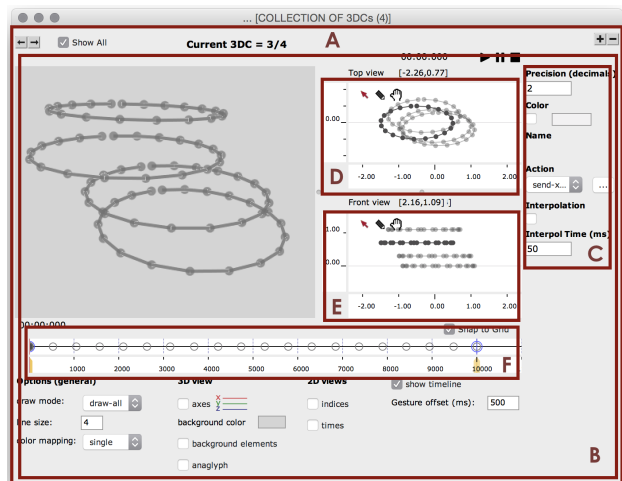 ... [COLLECTION OF 3DCs (4)]
← → Show All Current 3DC = 3/4 A + −
00:00:000
Top view [-2.26,0.77]
0.00
-2.00 -1.00 0.00 1.00 2.00
D
Front view [2.16,1.09]
1.00
0.00
-2.00 -1.00 0.00 1.00 2.00
E
Precision (decimals)
2
Color
Name
Action
send-x... ...
Interpolation
Interpol Time (ms)
50
C
00:00:000
Snap to Grid
1000 2000 3000 4000 5000 6000 7000 8000 9000 10000
F
Options (general) 3D view 2D views show timeline
draw mode: draw-all axes X Y Z indices Gesture offset (ms): 500
line size: 4 background color times
color mapping: single background elements
anaglyph
B